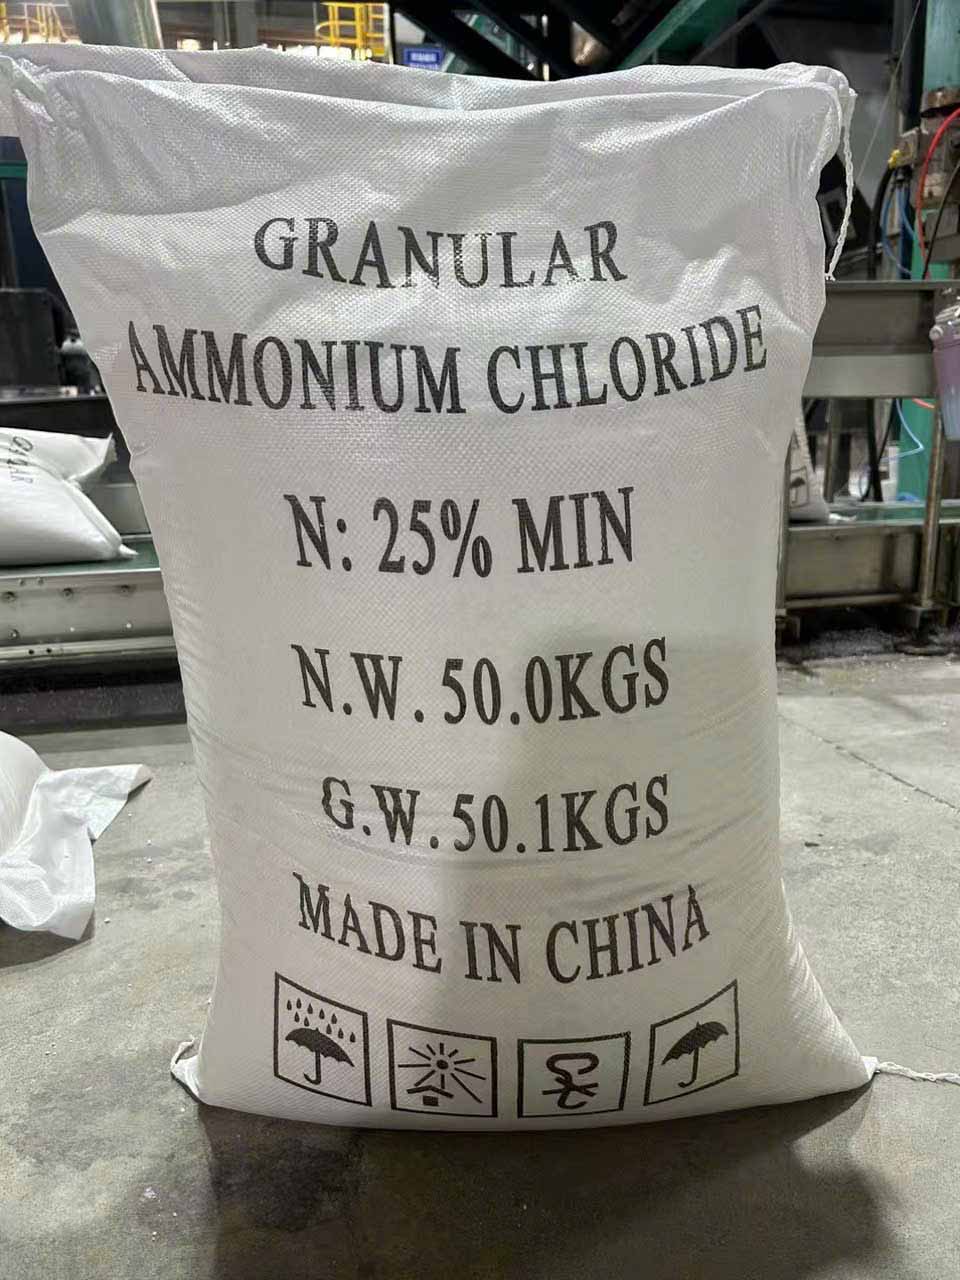 GRANULAR
AMMONIUM CHLORIDE
N: 25% MIN
N.W. 50.0KGS
G.W. 50.1KGS
MADE IN CHINA